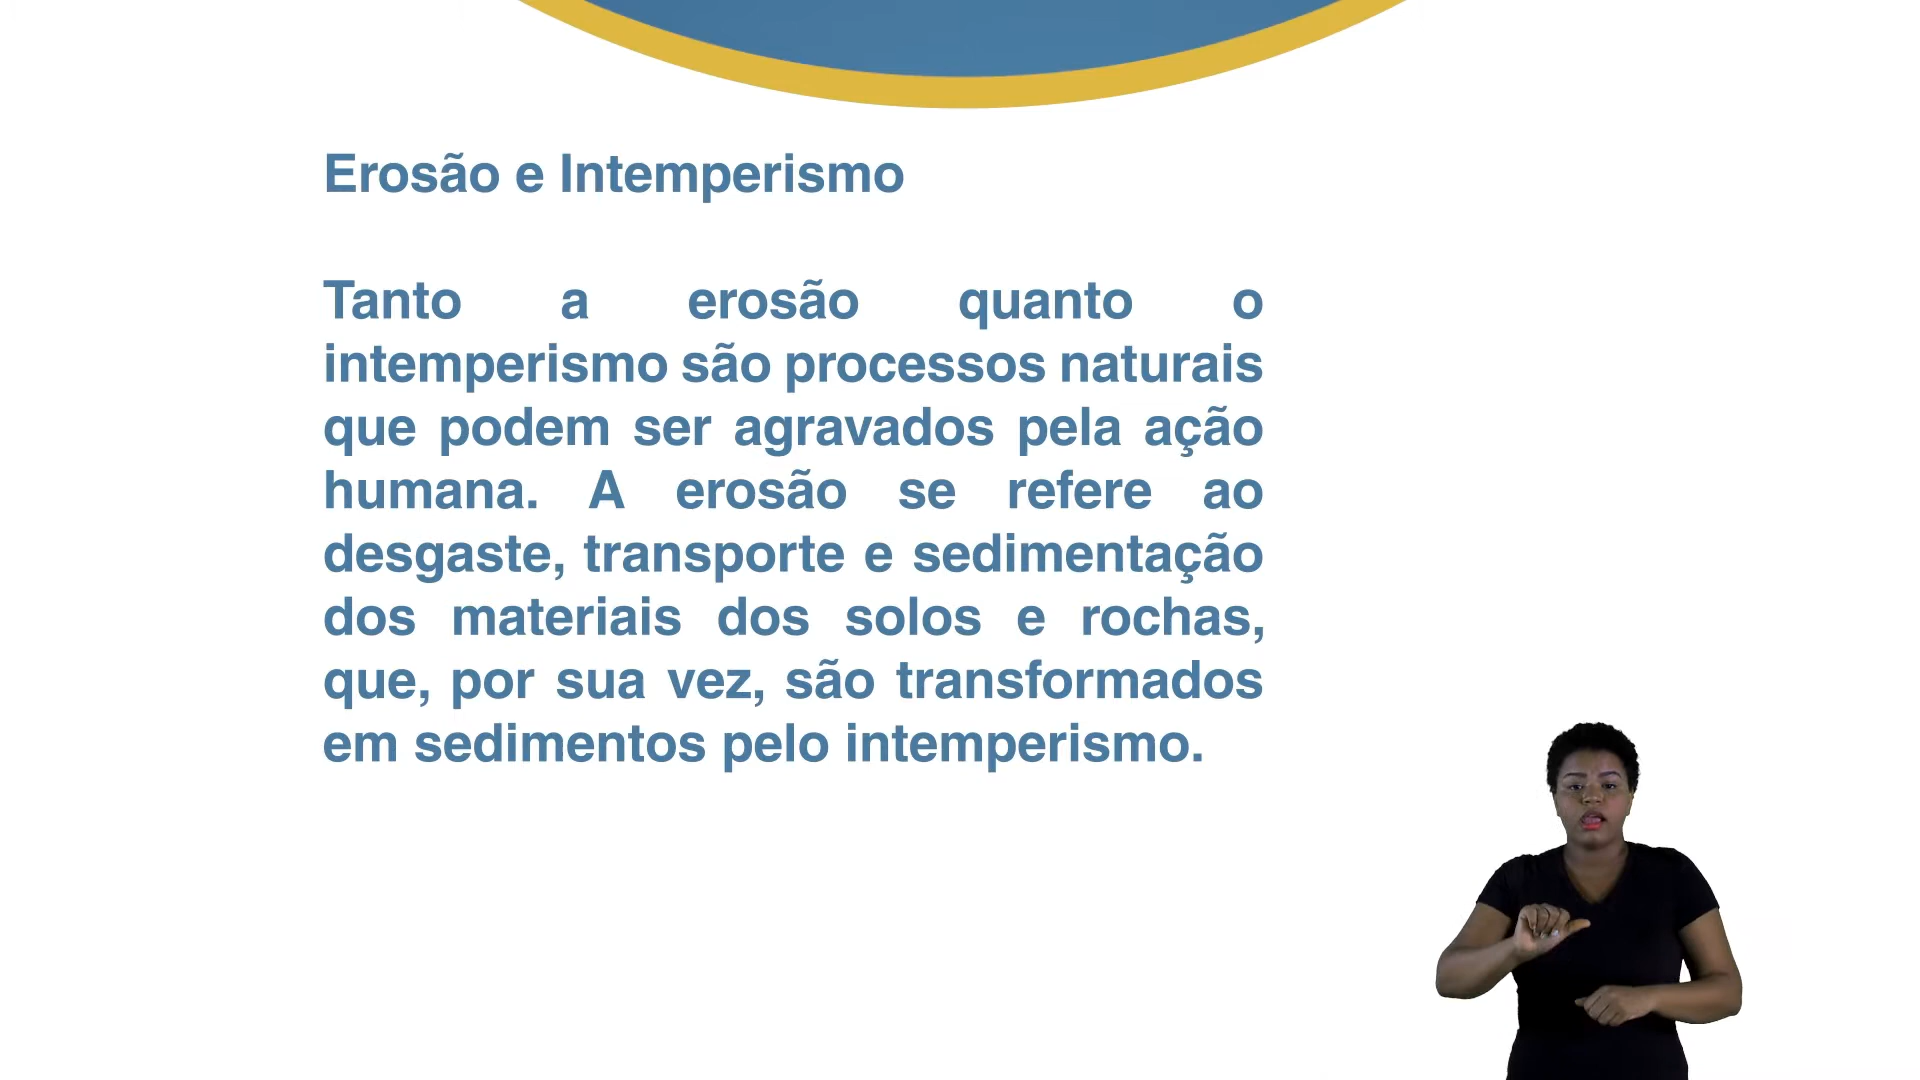 Erosão e Intemperismo
Tanto a erosão quanto o
intemperismo são processos naturais
que podem ser agravados pela ação
humana. A erosão se refere ao
desgaste, transporte e sedimentação
dos materiais dos solos e rochas,
que, por sua vez, são transformados
em sedimentos pelo intemperismo.